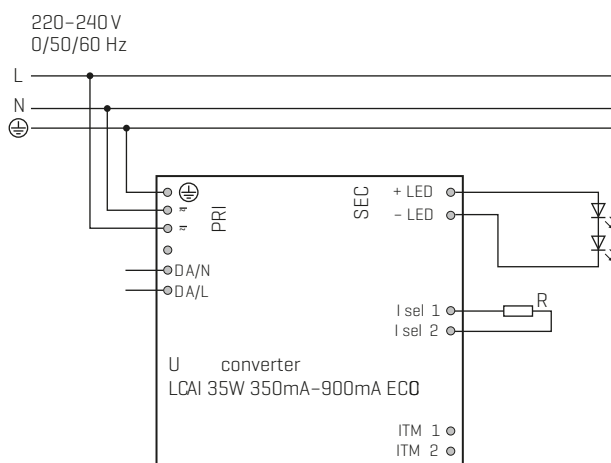 220–240 V
0/50/60 Hz
L
N
PRI
SEC
+ LED
– LED
DA/N
DA/L
I sel 1
I sel 2
R
U converter
LCAI 35W 350mA–900mA ECO
ITM 1
ITM 2